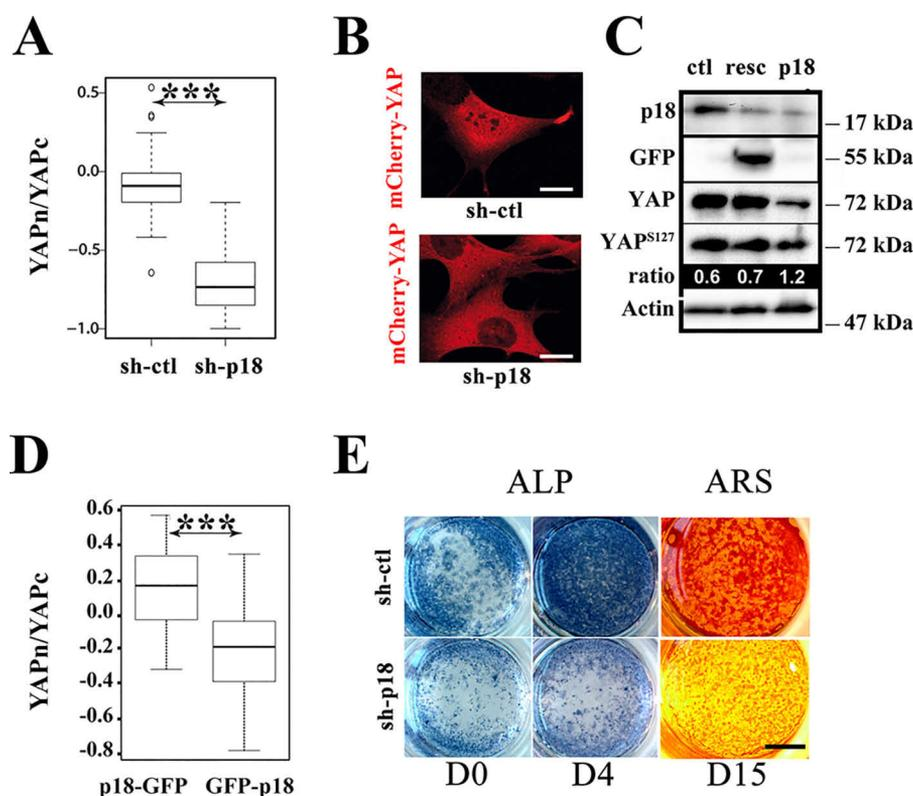 A
YAPn/YAPc
0.5
0.0
−0.5
−1.0
***
sh-ctl sh-p18
B
mCherry-YAP
sh-ctl
mCherry-YAP
sh-p18
C
ctl resc p18
p18 – 17 kDa
GFP – 55 kDa
YAP – 72 kDa
YAPS127 – 72 kDa
ratio 0.6 0.7 1.2
Actin – 47 kDa
D
YAPn/YAPc
0.6
0.4
0.2
0.0
-0.2
-0.4
-0.6
-0.8
***
p18-GFP GFP-p18
E
ALP ARS
sh-ctl
sh-p18
D0 D4 D15